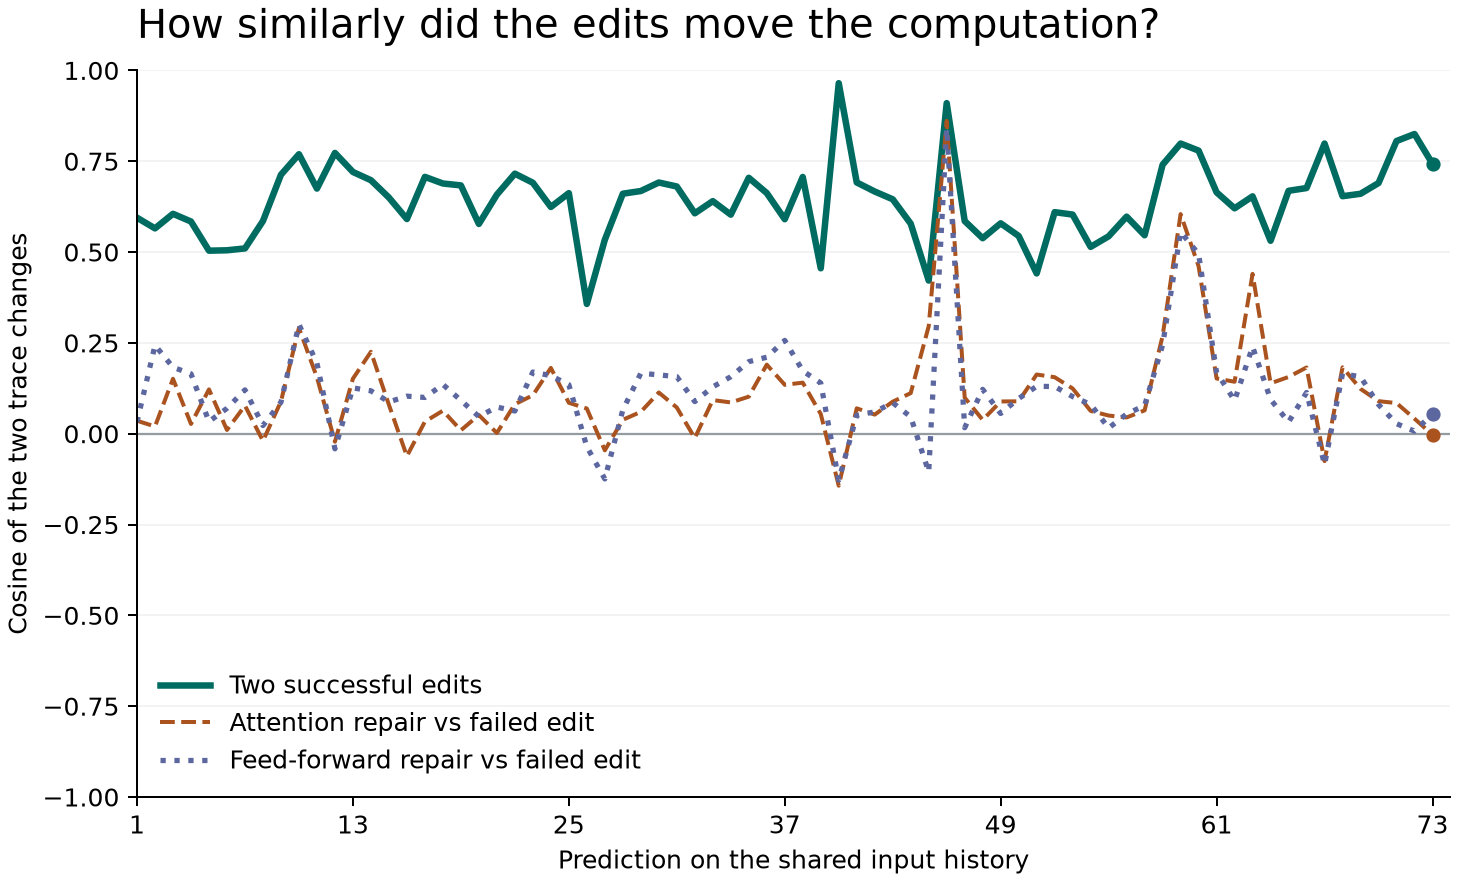 How similarly did the edits move the computation?
Cosine of the two trace changes
1.00
0.75
0.50
0.25
0.00
−0.25
−0.50
−0.75
−1.00
Two successful edits
Attention repair vs failed edit
Feed-forward repair vs failed edit
1 13 25 37 49 61 73
Prediction on the shared input history